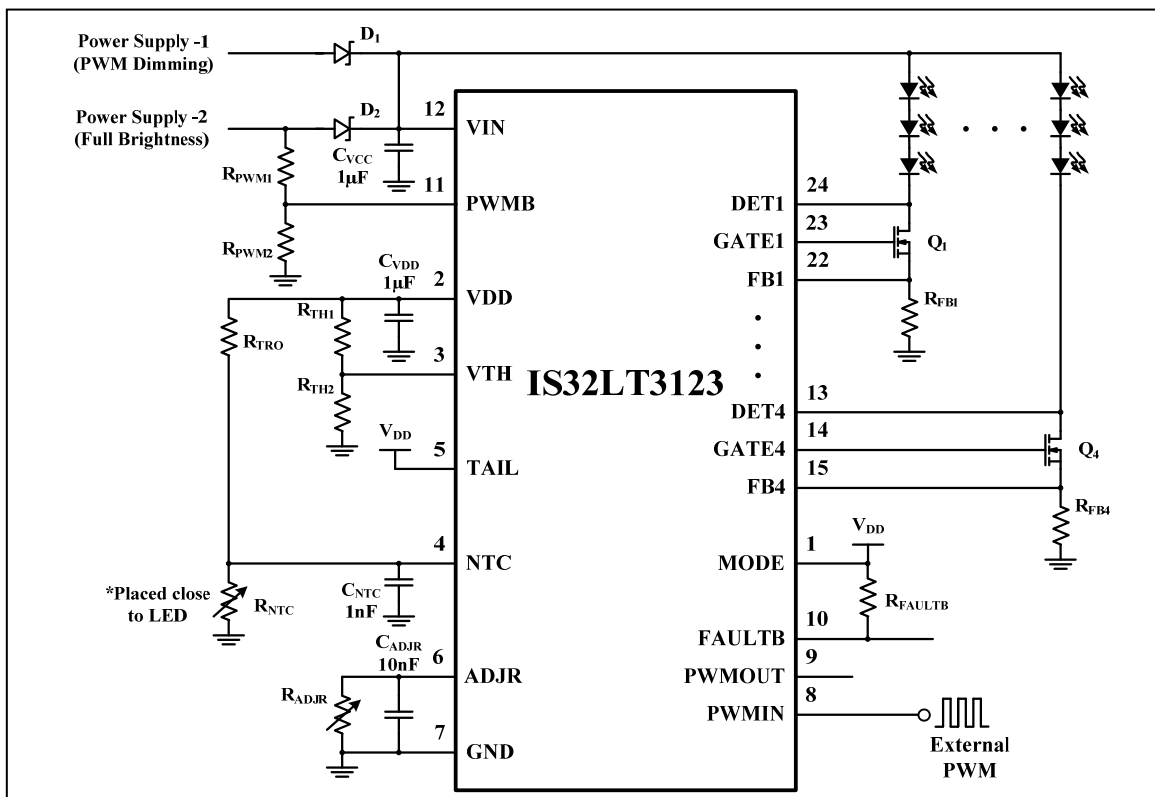 Power Supply -1
(PWM Dimming)
D1
Power Supply -2
(Full Brightness)
D2
12
VIN
CVCC
1μF
RPWM1
11
PWMB
RPWM2
CVDD
1μF
2
VDD
RTRO
RTH1
3
VTH
RTH2
VDD
5
TAIL
4
NTC
*Placed close
to LED
RNTC
CNTC
1nF
CADJR
10nF
6
ADJR
RADJR
7
GND
IS32LT3123
24
DET1
23
GATE1
Q1
22
FB1
RFB1
13
DET4
14
GATE4
Q4
15
FB4
RFB4
VDD
1
MODE
RFAULTB
10
FAULTB
9
PWMOUT
8
PWMIN
External
PWM